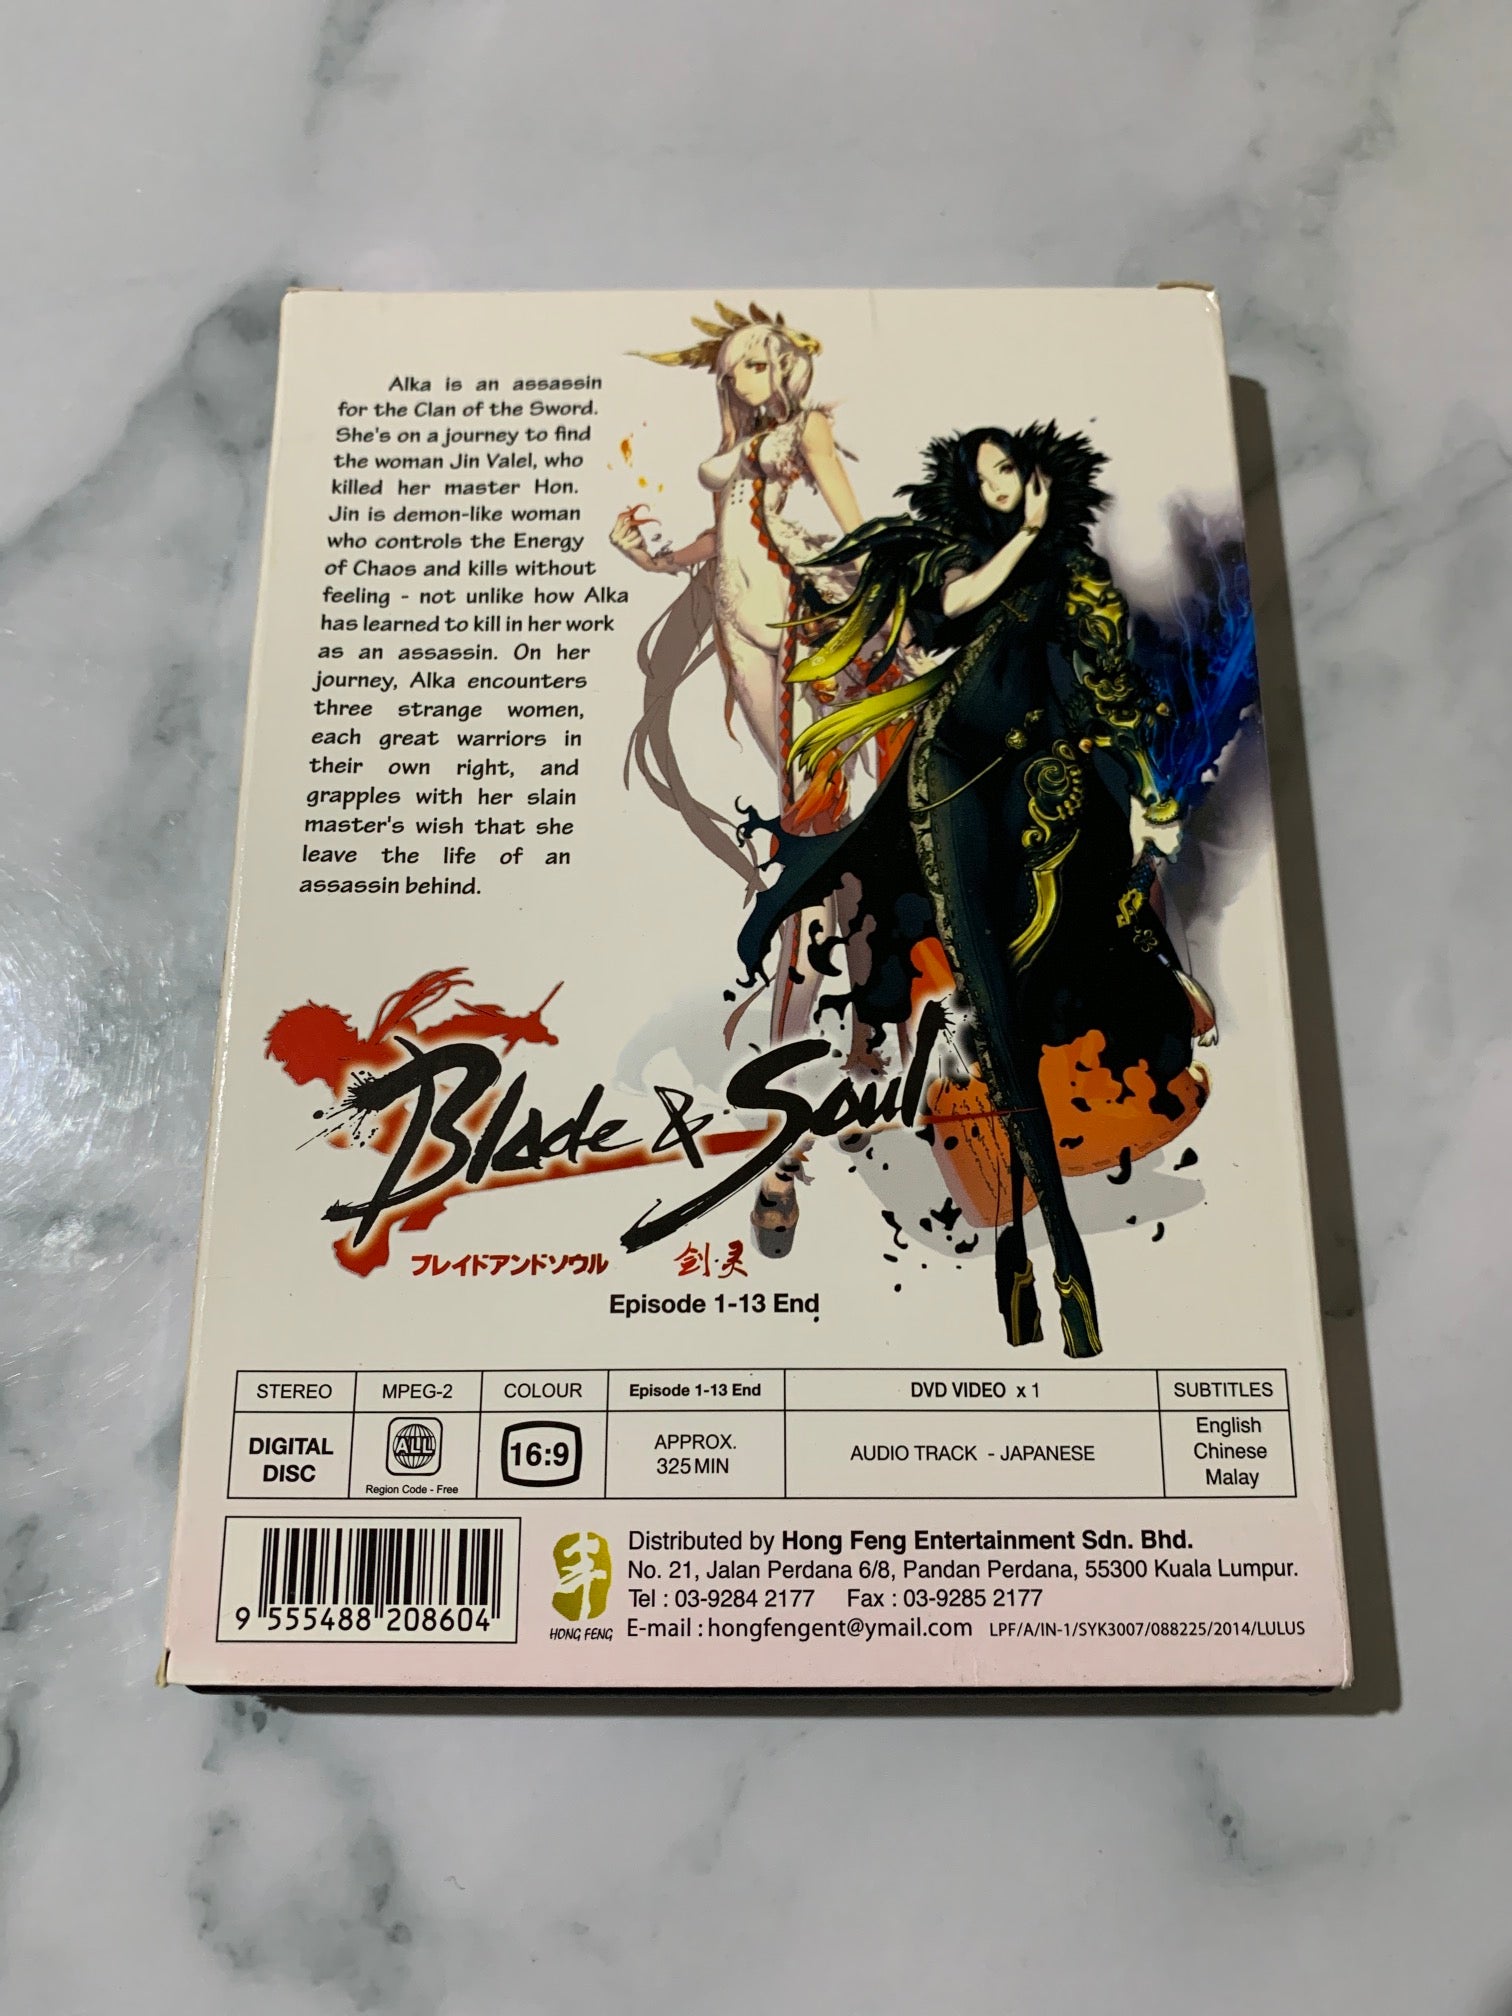 Alka is an assassin
for the Clan of the Sword.
She's on a journey to find
the woman Jin Valel, who
killed her master Hon.
Jin is demon-like woman
who controls the Energy
of Chaos and kills without
feeling - not unlike how Alka
has learned to kill in her work
as an assassin. On her
journey, Alka encounters
three strange women,
each great warriors in
their own right, and
grapples with her slain
master's wish that she
leave the life of an
assassin behind.
Blade & Soul
ブレイドアンドソウル 剑·灵
Episode 1-13 End
STEREO MPEG-2 COLOUR Episode 1-13 End DVD VIDEO x 1 SUBTITLES
DIGITAL DISC ALL Region Code - Free 16:9 APPROX. 325 MIN AUDIO TRACK - JAPANESE English Chinese Malay
Distributed by Hong Feng Entertainment Sdn. Bhd.
No. 21, Jalan Perdana 6/8, Pandan Perdana, 55300 Kuala Lumpur.
Tel : 03-9284 2177 Fax : 03-9285 2177
E-mail : hongfengent@ymail.com LPF/A/IN-1/SYK3007/088225/2014/LULUS
HONG FENG
9 555488 208604